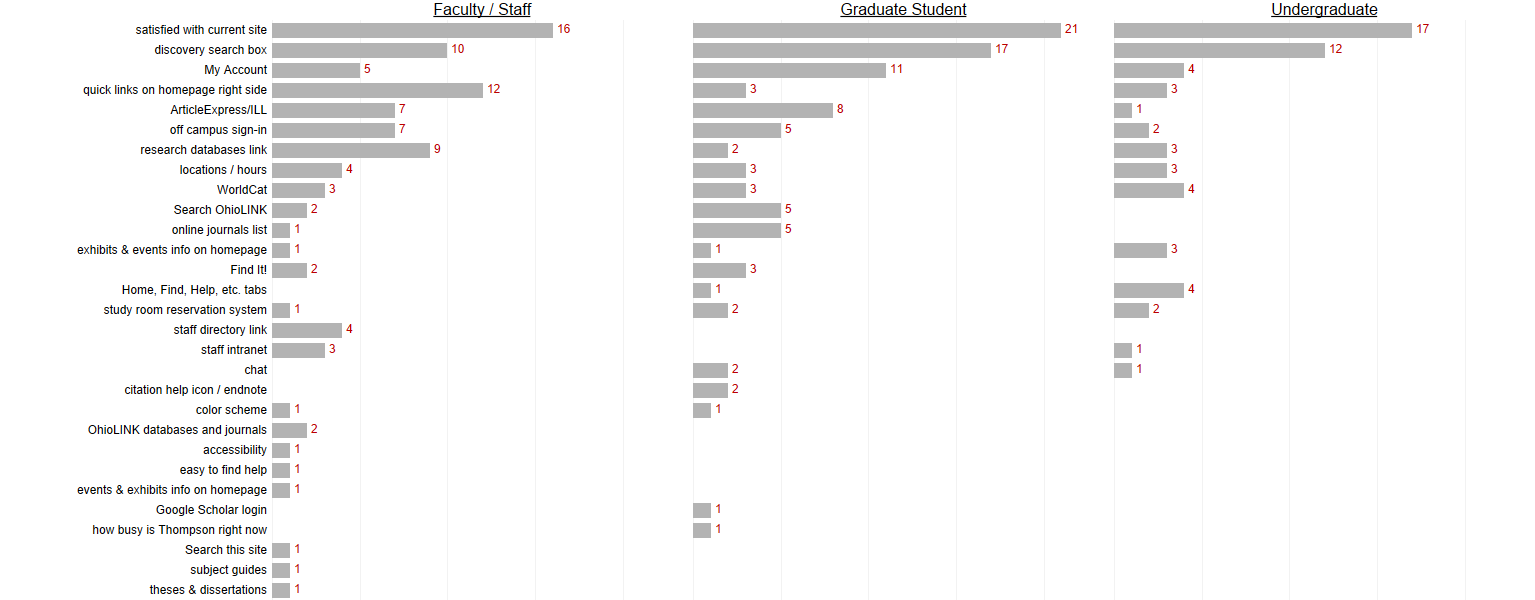 Faculty / Staff Graduate Student Undergraduate
satisfied with current site 16 21 17
discovery search box 10 17 12
My Account 5 11 4
quick links on homepage right side 12 3 3
ArticleExpress/ILL 7 8 1
off campus sign-in 7 5 2
research databases link 9 2 3
locations / hours 4 3 3
WorldCat 3 3 4
Search OhioLINK 2 5
online journals list 1 5
exhibits & events info on homepage 1 1 3
Find It! 2 3
Home, Find, Help, etc. tabs 1 4
study room reservation system 1 2 2
staff directory link 4
staff intranet 3 1
chat 2 1
citation help icon / endnote 2
color scheme 1 1
OhioLINK databases and journals 2
accessibility 1
easy to find help 1
events & exhibits info on homepage 1
Google Scholar login 1
how busy is Thompson right now 1
Search this site 1
subject guides 1
theses & dissertations 1